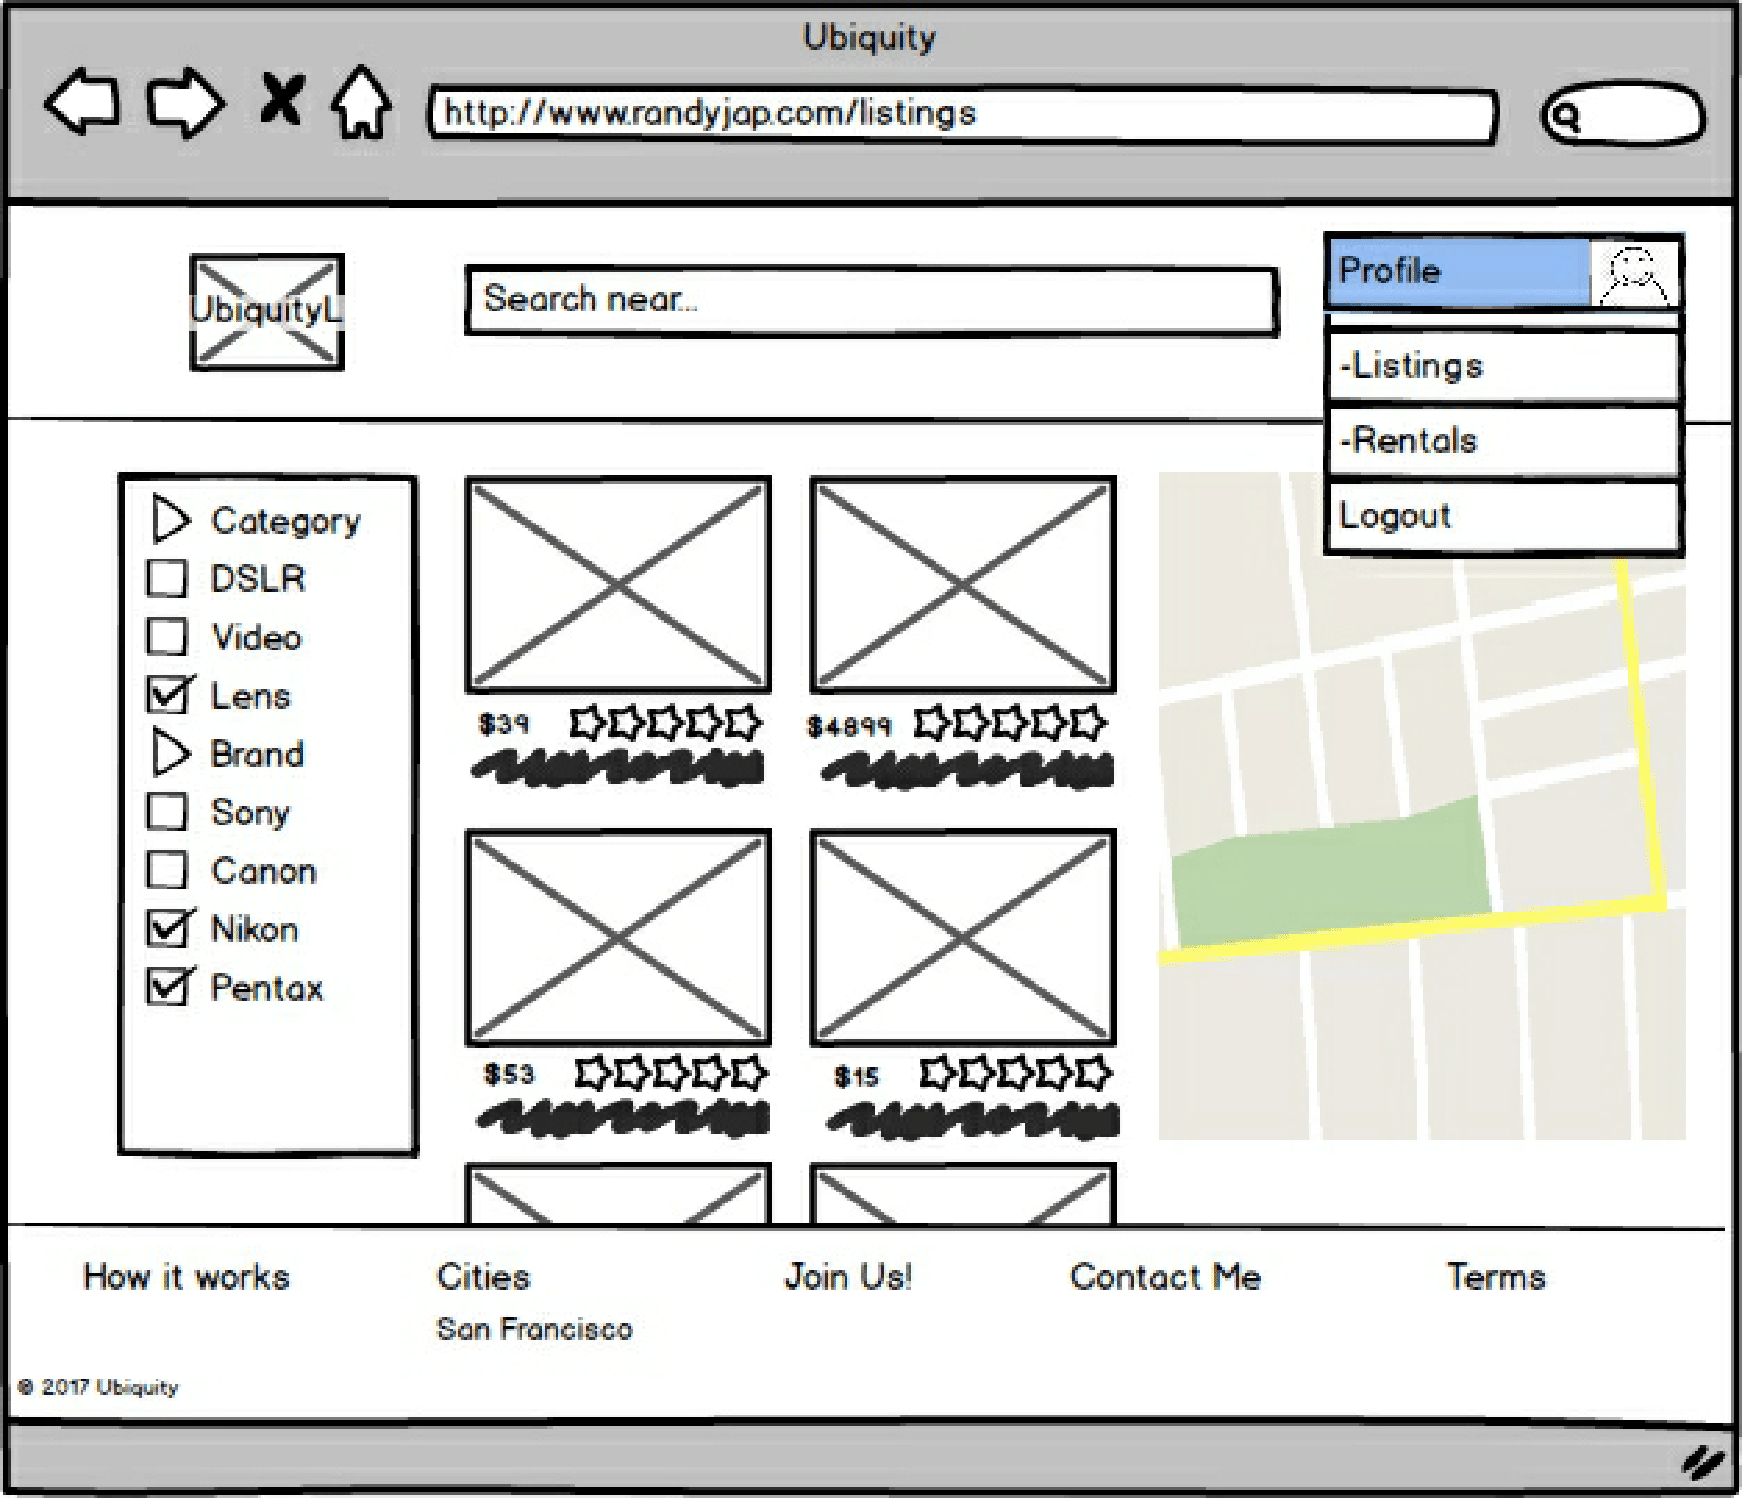 Ubiquity
http://www.randyjap.com/listings
UbiquityL
Search near...
Profile
-Listings
-Rentals
Logout
Category
DSLR
Video
Lens
Brand
Sony
Canon
Nikon
Pentax
$39
$4899
$53
$15
How it works
Cities
Join Us!
Contact Me
Terms
San Francisco
© 2017 Ubiquity